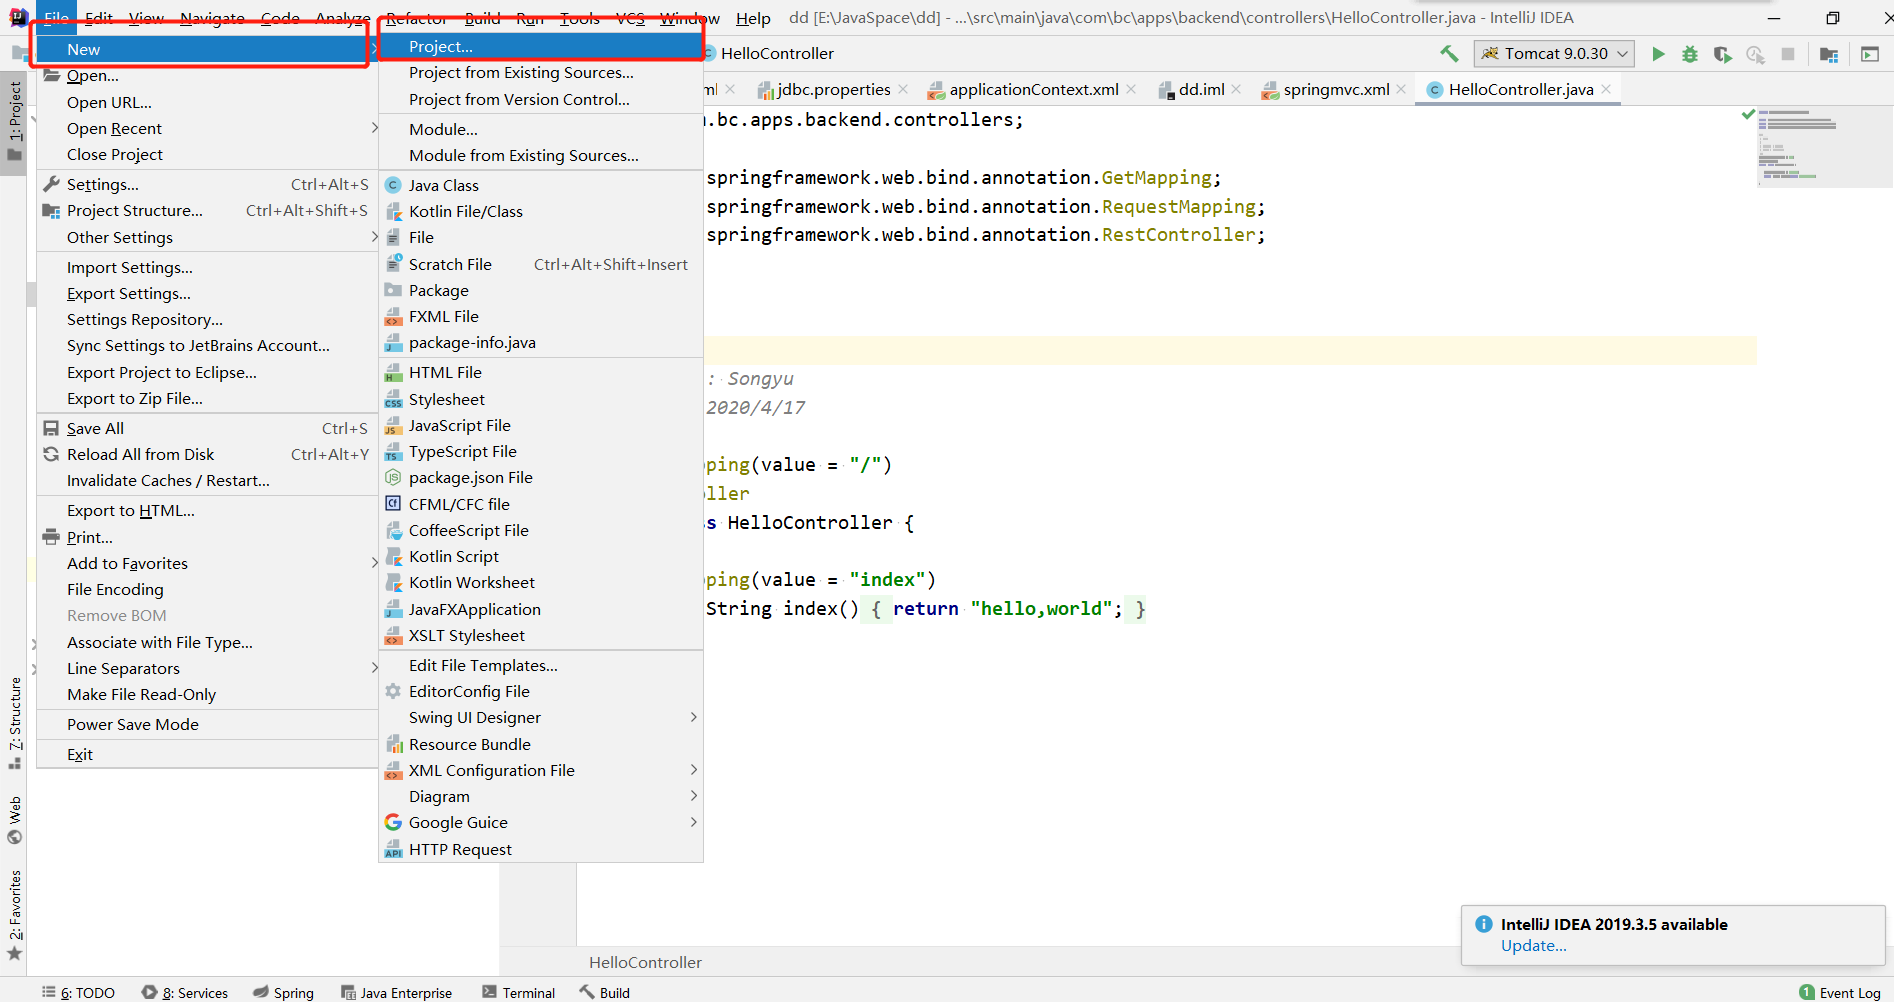 File Edit View Navigate Code Analyze Refactor Build Run Tools VCS Window Help dd [E:\JavaSpace\dd] - ...\src\main\java\com\bc\apps\backend\controllers\HelloController.java - IntelliJ IDEA
HelloController
Tomcat 9.0.30
jdbc.properties applicationContext.xml dd.iml springmvc.xml HelloController.java
1: Project
7: Structure
Web
2: Favorites
New
Open...
Open URL...
Open Recent
Close Project
Settings... Ctrl+Alt+S
Project Structure... Ctrl+Alt+Shift+S
Other Settings
Import Settings...
Export Settings...
Settings Repository...
Sync Settings to JetBrains Account...
Export Project to Eclipse...
Export to Zip File...
Save All Ctrl+S
Reload All from Disk Ctrl+Alt+Y
Invalidate Caches / Restart...
Export to HTML...
Print...
Add to Favorites
File Encoding
Remove BOM
Associate with File Type...
Line Separators
Make File Read-Only
Power Save Mode
Exit
Project...
Project from Existing Sources...
Project from Version Control...
Module...
Module from Existing Sources...
Java Class
Kotlin File/Class
File
Scratch File Ctrl+Alt+Shift+Insert
Package
FXML File
package-info.java
HTML File
Stylesheet
JavaScript File
TypeScript File
package.json File
CFML/CFC file
CoffeeScript File
Kotlin Script
Kotlin Worksheet
JavaFXApplication
XSLT Stylesheet
Edit File Templates...
EditorConfig File
Swing UI Designer
Resource Bundle
XML Configuration File
Diagram
Google Guice
HTTP Request
.bc.apps.backend.controllers;
springframework.web.bind.annotation.GetMapping;
springframework.web.bind.annotation.RequestMapping;
springframework.web.bind.annotation.RestController;
: Songyu
2020/4/17
pping(value = "/")
ller
s HelloController {
pping(value = "index")
String index() { return "hello,world"; }
HelloController
IntelliJ IDEA 2019.3.5 available
Update...
6: TODO 8: Services Spring Java Enterprise Terminal Build 1 Event Log